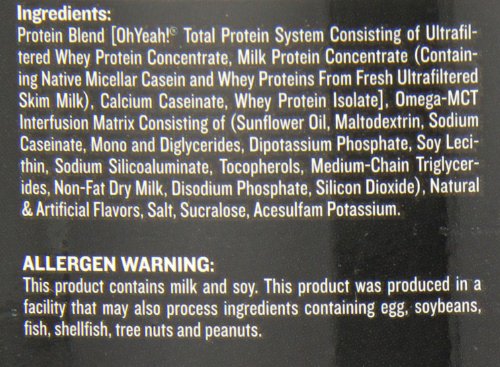 Ingredients:
Protein Blend [OhYeah!® Total Protein System Consisting of Ultrafil-
tered Whey Protein Concentrate, Milk Protein Concentrate (Contain-
ing Native Micellar Casein and Whey Proteins From Fresh Ultrafiltered
Skim Milk), Calcium Caseinate, Whey Protein Isolate], Omega-MCT
Interfusion Matrix Consisting of (Sunflower Oil, Maltodextrin, Sodium
Caseinate, Mono and Diglycerides, Dipotassium Phosphate, Soy Leci-
thin, Sodium Silicoaluminate, Tocopherols, Medium-Chain Triglycer-
ides, Non-Fat Dry Milk, Disodium Phosphate, Silicon Dioxide), Natural
& Artificial Flavors, Salt, Sucralose, Acesulfam Potassium.
ALLERGEN WARNING:
This product contains milk and soy. This product was produced in a
facility that may also process ingredients containing egg, soybeans,
fish, shellfish, tree nuts and peanuts.